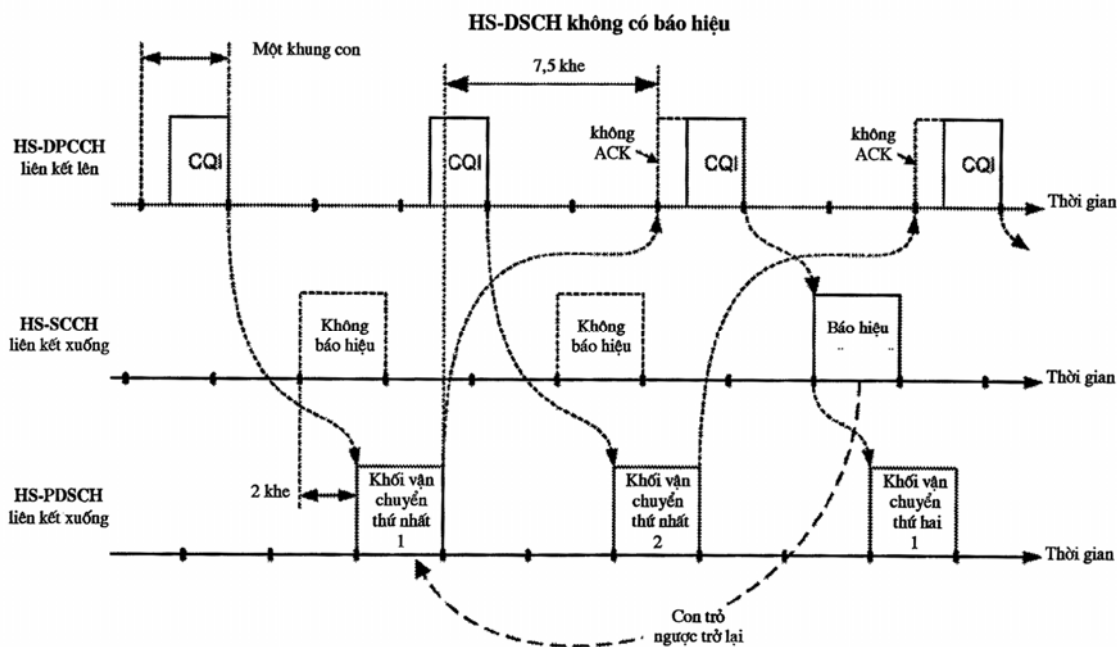 HS-DSCH không có báo hiệu
Một khung con
7,5 khe
HS-DPCCH
liên kết lên
CQI
CQI
không
ACK
CQI
không
ACK
CQI
Thời gian
HS-SCCH
liên kết xuống
Không
báo hiệu
Không
báo hiệu
Báo hiệu
Thời gian
HS-PDSCH
liên kết xuống
2 khe
Khối vận
chuyển
thứ nhất
1
Khối vận
chuyển
thứ nhất
2
Khối vận
chuyển
thứ hai
1
Thời gian
Con trỏ
ngược trở lại